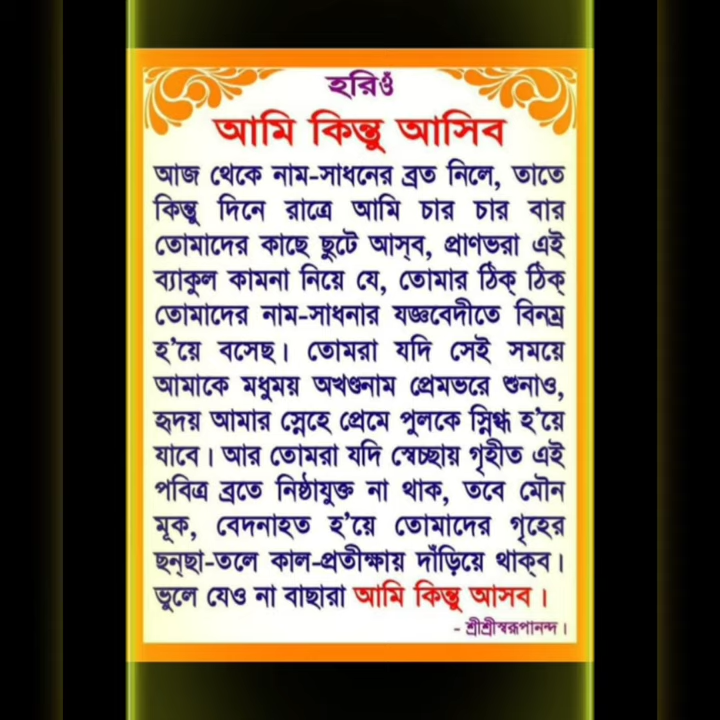 হরিওঁ
আমি কিন্তু আসিব
আজ থেকে নাম-সাধনের ব্রত নিলে, তাতে
কিন্তু দিনে রাত্রে আমি চার চার বার
তোমাদের কাছে ছুটে আস্ব, প্রাণভরা এই
ব্যাকুল কামনা নিয়ে যে, তোমার ঠিক্ ঠিক্
তোমাদের নাম-সাধনার যজ্ঞবেদীতে বিনম্র
হ'য়ে বসেছ। তোমরা যদি সেই সময়ে
আমাকে মধুময় অখণ্ডনাম প্রেমভরে শুনাও,
হৃদয় আমার স্নেহে প্রেমে পুলকে স্নিগ্ধ হ'য়ে
যাবে। আর তোমরা যদি স্বেচ্ছায় গৃহীত এই
পবিত্র ব্রতে নিষ্ঠাযুক্ত না থাক, তবে মৌন
মূক, বেদনাহত হ'য়ে তোমাদের গৃহের
ছন্ছা-তলে কাল-প্রতীক্ষায় দাঁড়িয়ে থাক্ব।
ভুলে যেও না বাছারা আমি কিন্তু আসব।
- শ্রীশ্রীস্বরূপানন্দ।